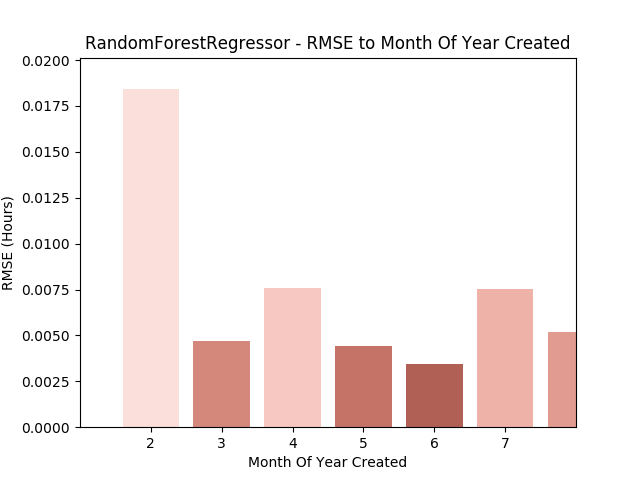 RandomForestRegressor - RMSE to Month Of Year Created
0.0200
0.0175
0.0150
0.0125
0.0100
0.0075
0.0050
0.0025
0.0000
RMSE (Hours)
2 3 4 5 6 7
Month Of Year Created